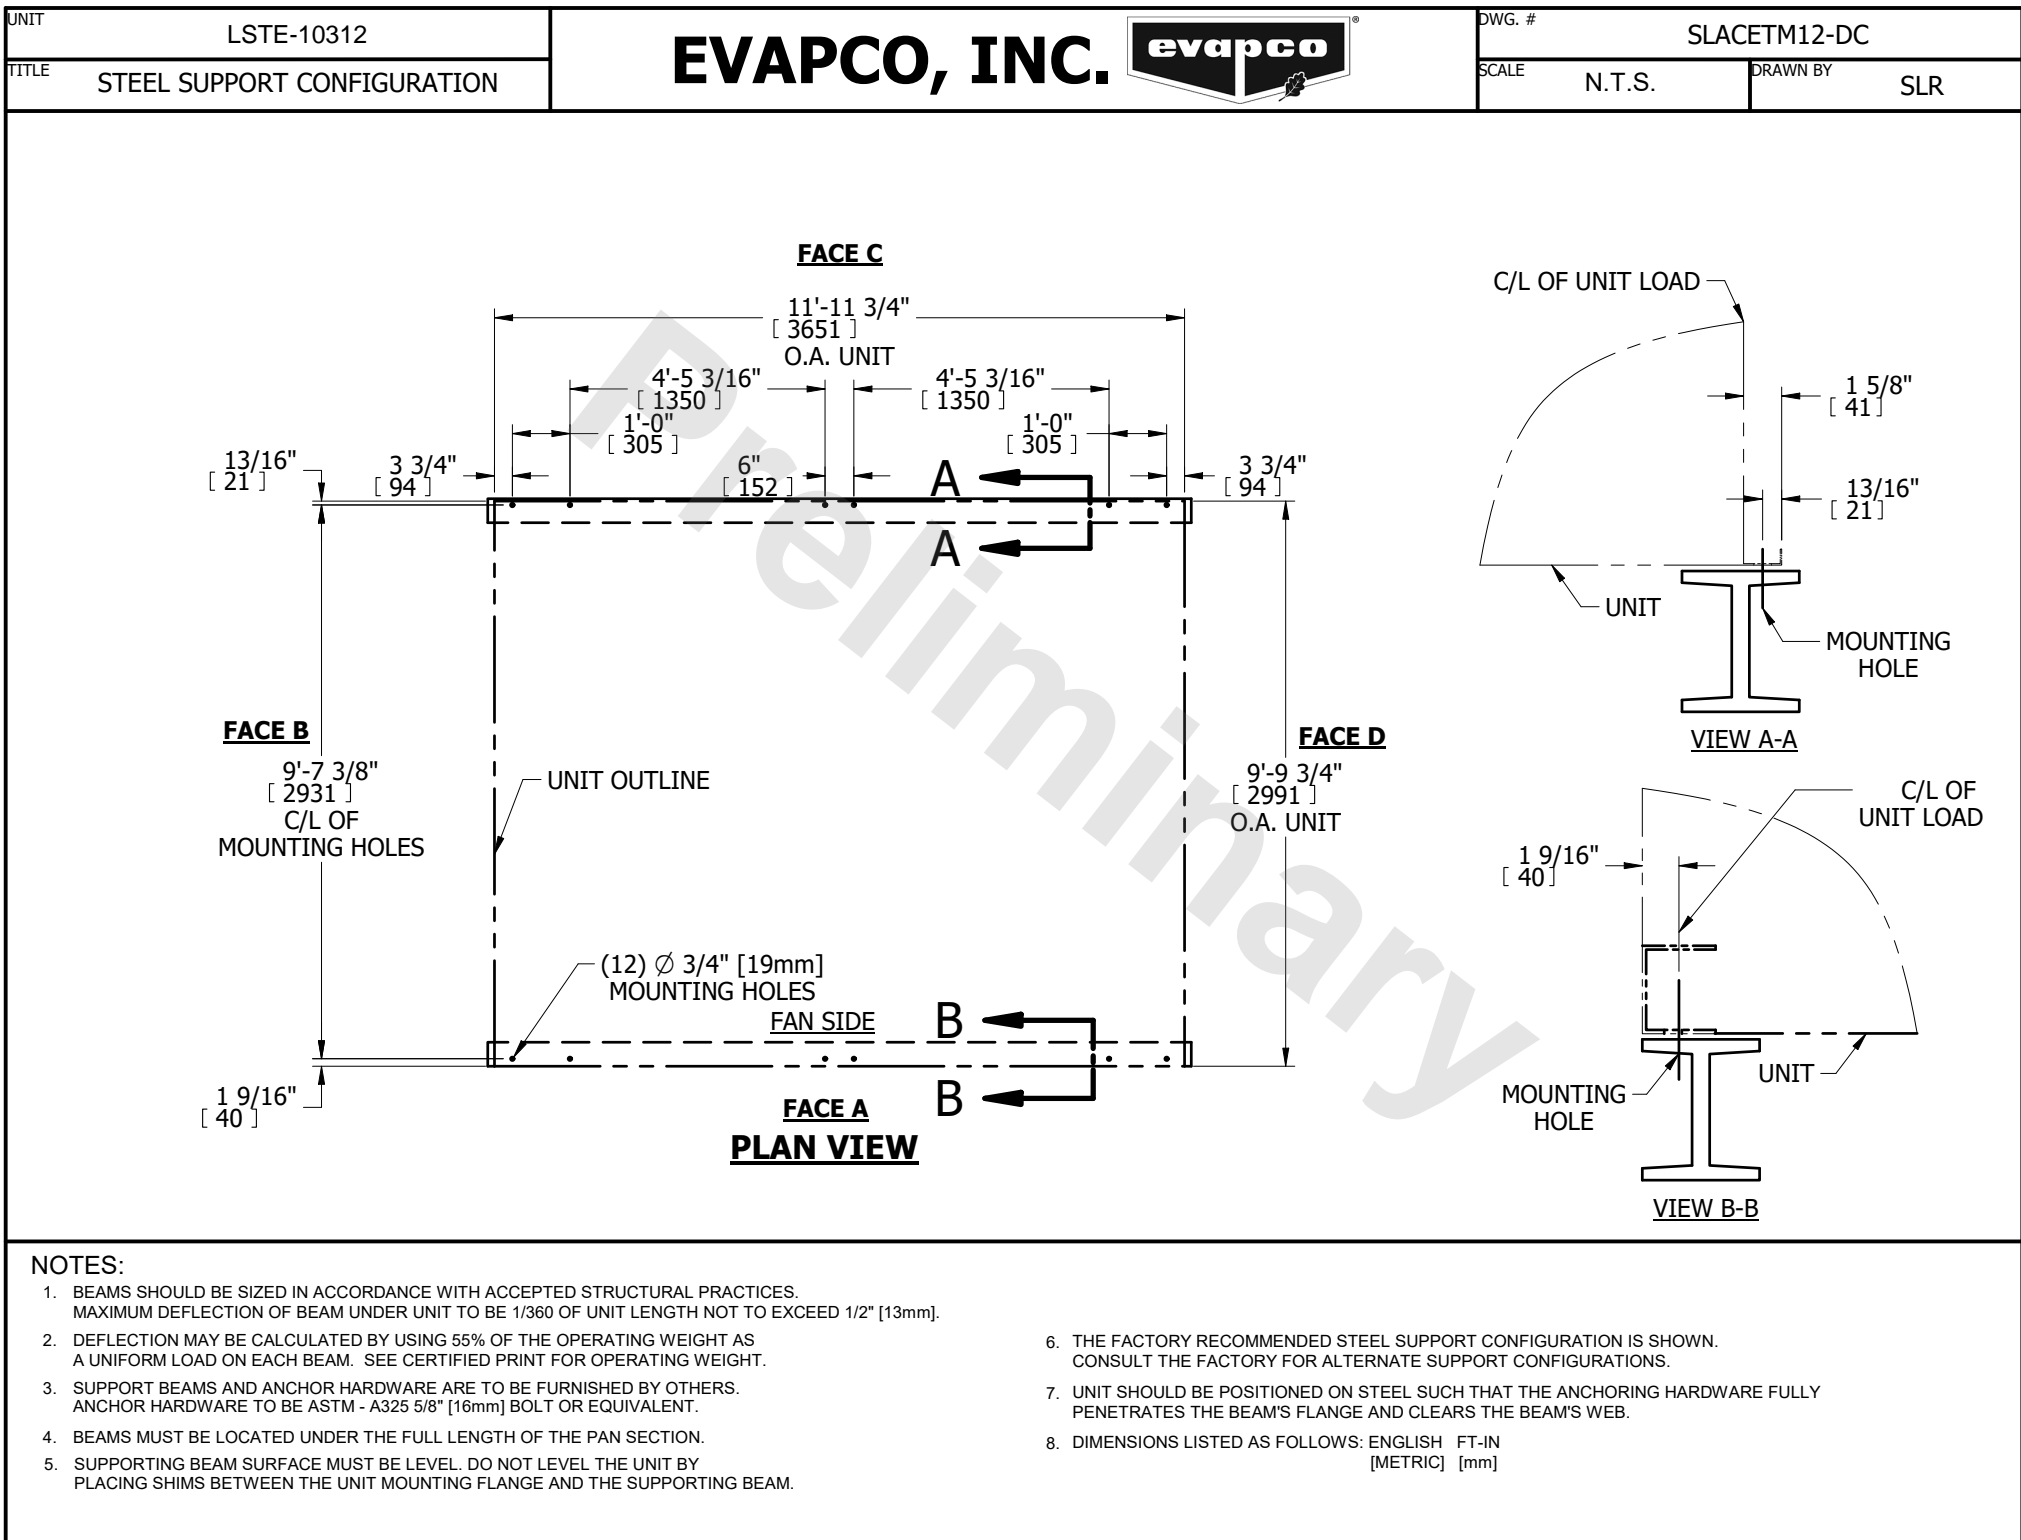 UNIT
LSTE-10312
TITLE
STEEL SUPPORT CONFIGURATION
EVAPCO, INC.
evapco
®
DWG. #
SLACETM12-DC
SCALE
N.T.S.
DRAWN BY
SLR
FACE C
11'-11 3/4"
[ 3651 ]
O.A. UNIT
4'-5 3/16"
[ 1350 ]
4'-5 3/16"
[ 1350 ]
1'-0"
[ 305 ]
1'-0"
[ 305 ]
13/16"
[ 21 ]
3 3/4"
[ 94 ]
6"
[ 152 ]
A
3 3/4"
[ 94 ]
A
FACE B
9'-7 3/8"
[ 2931 ]
C/L OF
MOUNTING HOLES
UNIT OUTLINE
FACE D
9'-9 3/4"
[ 2991 ]
O.A. UNIT
(12) Ø 3/4" [19mm]
MOUNTING HOLES
FAN SIDE
B
B
1 9/16"
[ 40 ]
FACE A
PLAN VIEW
Preliminary
C/L OF UNIT LOAD
1 5/8"
[ 41 ]
13/16"
[ 21 ]
UNIT
MOUNTING
HOLE
VIEW A-A
C/L OF
UNIT LOAD
1 9/16"
[ 40 ]
UNIT
MOUNTING
HOLE
VIEW B-B
NOTES:
1. BEAMS SHOULD BE SIZED IN ACCORDANCE WITH ACCEPTED STRUCTURAL PRACTICES.
MAXIMUM DEFLECTION OF BEAM UNDER UNIT TO BE 1/360 OF UNIT LENGTH NOT TO EXCEED 1/2" [13mm].
2. DEFLECTION MAY BE CALCULATED BY USING 55% OF THE OPERATING WEIGHT AS
A UNIFORM LOAD ON EACH BEAM. SEE CERTIFIED PRINT FOR OPERATING WEIGHT.
3. SUPPORT BEAMS AND ANCHOR HARDWARE ARE TO BE FURNISHED BY OTHERS.
ANCHOR HARDWARE TO BE ASTM - A325 5/8" [16mm] BOLT OR EQUIVALENT.
4. BEAMS MUST BE LOCATED UNDER THE FULL LENGTH OF THE PAN SECTION.
5. SUPPORTING BEAM SURFACE MUST BE LEVEL. DO NOT LEVEL THE UNIT BY
PLACING SHIMS BETWEEN THE UNIT MOUNTING FLANGE AND THE SUPPORTING BEAM.
6. THE FACTORY RECOMMENDED STEEL SUPPORT CONFIGURATION IS SHOWN.
CONSULT THE FACTORY FOR ALTERNATE SUPPORT CONFIGURATIONS.
7. UNIT SHOULD BE POSITIONED ON STEEL SUCH THAT THE ANCHORING HARDWARE FULLY
PENETRATES THE BEAM'S FLANGE AND CLEARS THE BEAM'S WEB.
8. DIMENSIONS LISTED AS FOLLOWS: ENGLISH FT-IN
[METRIC] [mm]